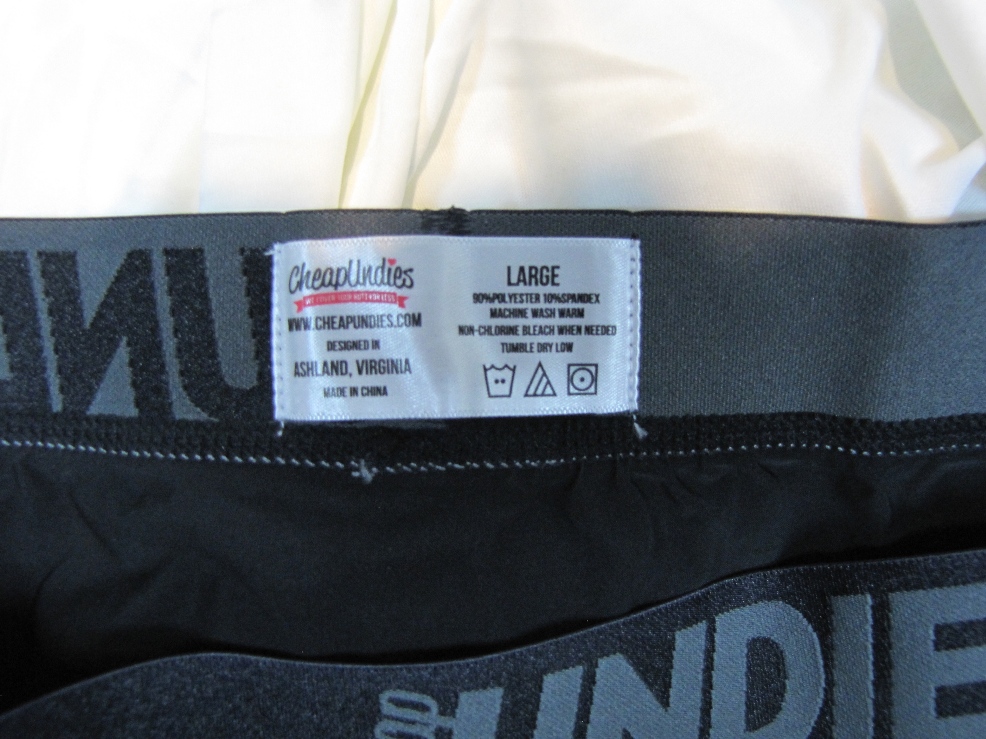 CheapUndies
WWW.CHEAPUNDIES.COM
DESIGNED IN
ASHLAND, VIRGINIA
MADE IN CHINA
LARGE
90%POLYESTER 10%SPANDEX
MACHINE WASH WARM
NON-CHLORINE BLEACH WHEN NEEDED
TUMBLE DRY LOW
UNDIE